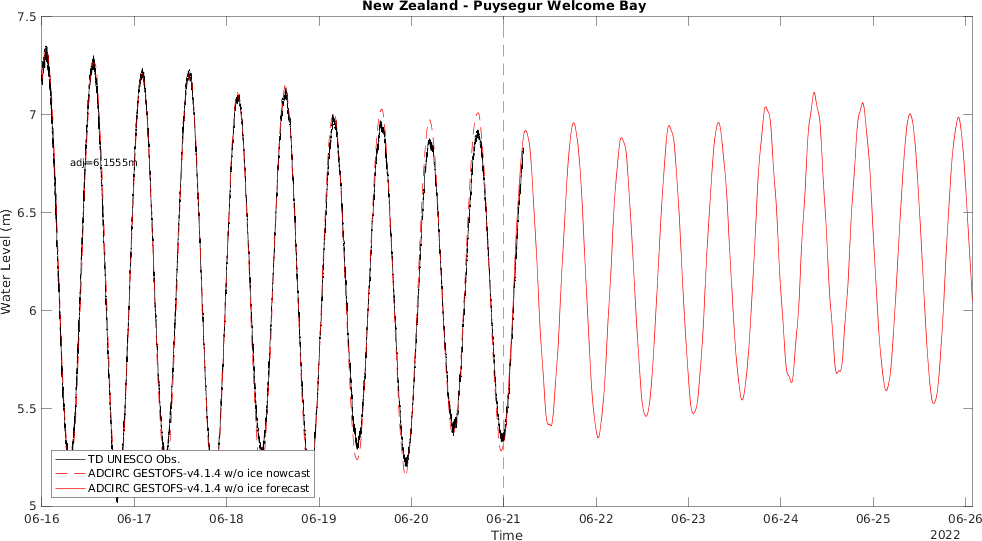 New Zealand - Puysegur Welcome Bay
7.5
7
6.5
6
5.5
5
Water Level (m)
adj=6.1555m
TD UNESCO Obs.
ADCIRC GESTOFS-v4.1.4 w/o ice nowcast
ADCIRC GESTOFS-v4.1.4 w/o ice forecast
06-16 06-17 06-18 06-19 06-20 06-21 06-22 06-23 06-24 06-25 06-26
Time
2022